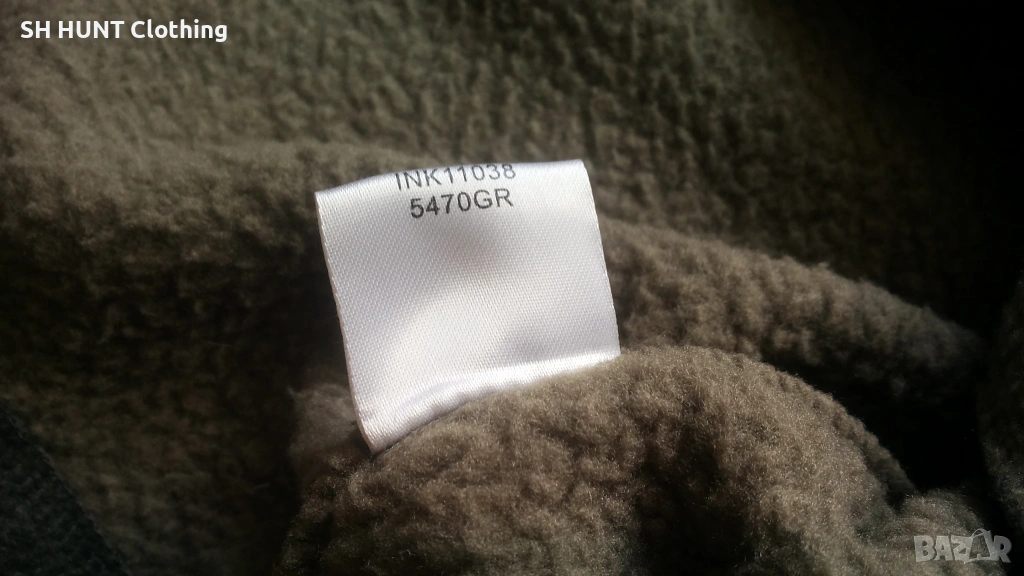 SH HUNT Clothing
INK11038
5470GR
BAZAR